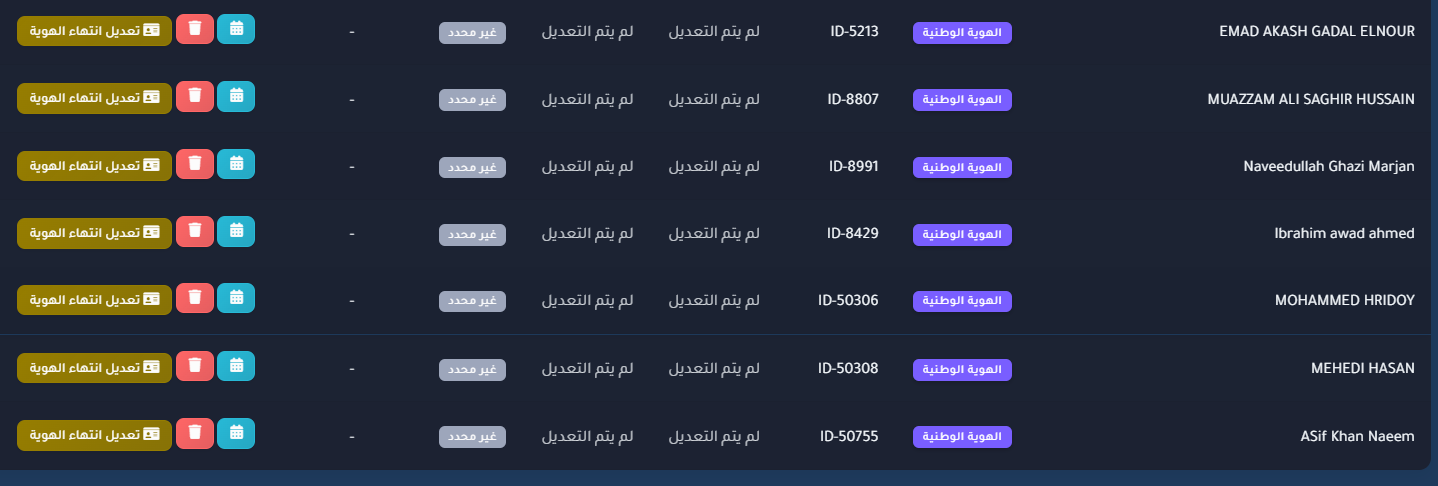 EMAD AKASH GADAL ELNOUR الهوية الوطنية ID-5213 لم يتم التعديل لم يتم التعديل غير محدد - تعديل انتهاء الهوية
MUAZZAM ALI SAGHIR HUSSAIN الهوية الوطنية ID-8807 لم يتم التعديل لم يتم التعديل غير محدد - تعديل انتهاء الهوية
Naveedullah Ghazi Marjan الهوية الوطنية ID-8991 لم يتم التعديل لم يتم التعديل غير محدد - تعديل انتهاء الهوية
Ibrahim awad ahmed الهوية الوطنية ID-8429 لم يتم التعديل لم يتم التعديل غير محدد - تعديل انتهاء الهوية
MOHAMMED HRIDOY الهوية الوطنية ID-50306 لم يتم التعديل لم يتم التعديل غير محدد - تعديل انتهاء الهوية
MEHEDI HASAN الهوية الوطنية ID-50308 لم يتم التعديل لم يتم التعديل غير محدد - تعديل انتهاء الهوية
ASif Khan Naeem الهوية الوطنية ID-50755 لم يتم التعديل لم يتم التعديل غير محدد - تعديل انتهاء الهوية